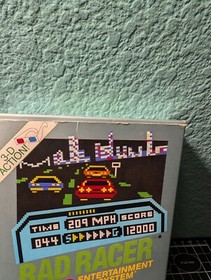 3-D
ACTION!
TIME 209 MPH SCORE
044 12000
RAD RACER
ENTERTAINMENT
SYSTEM